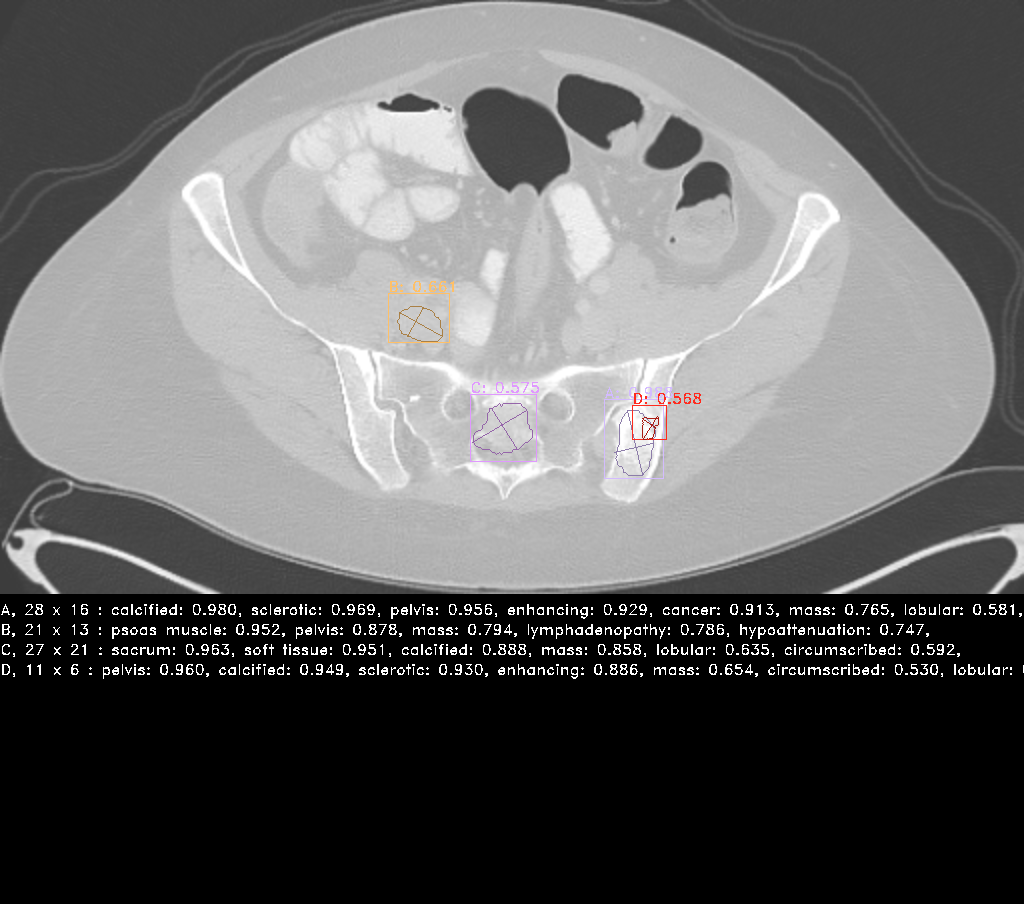 B: 0.661
C: 0.575
D: 0.568
A, 28 x 16 : calcified: 0.980, sclerotic: 0.969, pelvis: 0.956, enhancing: 0.929, cancer: 0.913, mass: 0.765, lobular: 0.581,
B, 21 x 13 : psoas muscle: 0.952, pelvis: 0.878, mass: 0.794, lymphadenopathy: 0.786, hypoattenuation: 0.747,
C, 27 x 21 : sacrum: 0.963, soft tissue: 0.951, calcified: 0.888, mass: 0.858, lobular: 0.635, circumscribed: 0.592,
D, 11 x 6 : pelvis: 0.960, calcified: 0.949, sclerotic: 0.930, enhancing: 0.886, mass: 0.654, circumscribed: 0.530, lobular: